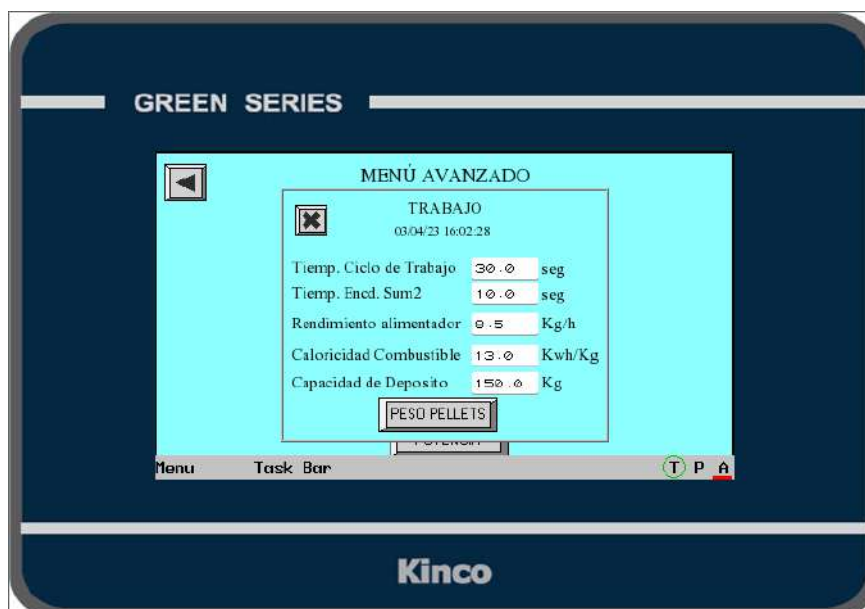 GREEN SERIES
MENÚ AVANZADO
TRABAJO
03/04/23 16:02:28
Tiemp. Ciclo de Trabajo 30.0 seg
Tiemp. Encd. Sum2 10.0 seg
Rendimiento alimentador 9.5 Kg/h
Caloricidad Combustible 13.0 Kwh/Kg
Capacidad de Deposito 150.0 Kg
PESO PELLETS
POTENCIA
Menu Task Bar T P A
Kinco